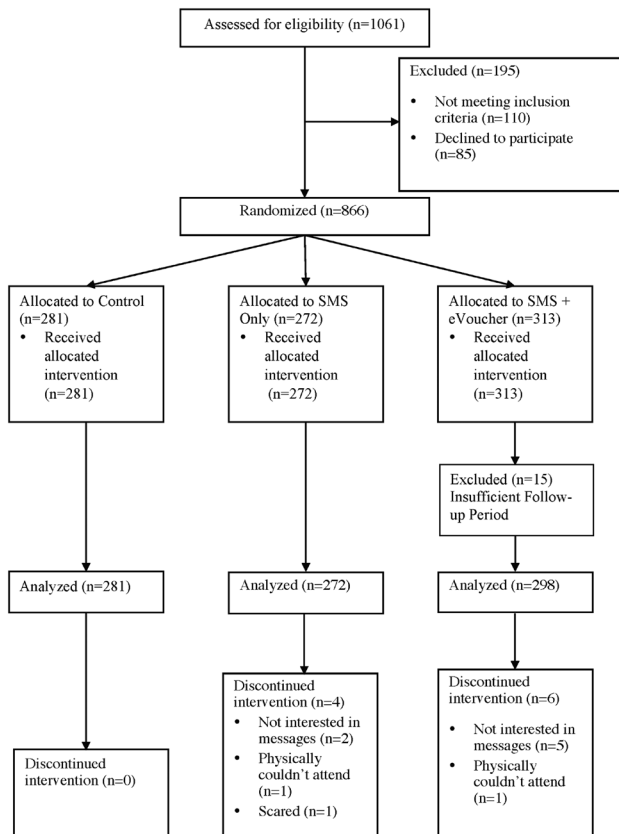 Assessed for eligibility (n=1061)
Excluded (n=195)
• Not meeting inclusion
criteria (n=110)
• Declined to participate
(n=85)
Randomized (n=866)
Allocated to Control
(n=281)
• Received
allocated
intervention
(n=281)
Allocated to SMS
Only (n=272)
• Received
allocated
intervention
(n=272)
Allocated to SMS +
eVoucher (n=313)
• Received
allocated
intervention
(n=313)
Excluded (n=15)
Insufficient Follow-
up Period
Analyzed (n=281)
Analyzed (n=272)
Analyzed (n=298)
Discontinued
intervention (n=0)
Discontinued
intervention (n=4)
• Not interested in
messages (n=2)
• Physically
couldn't attend
(n=1)
• Scared (n=1)
Discontinued
intervention (n=6)
• Not interested in
messages (n=5)
• Physically
couldn't attend
(n=1)